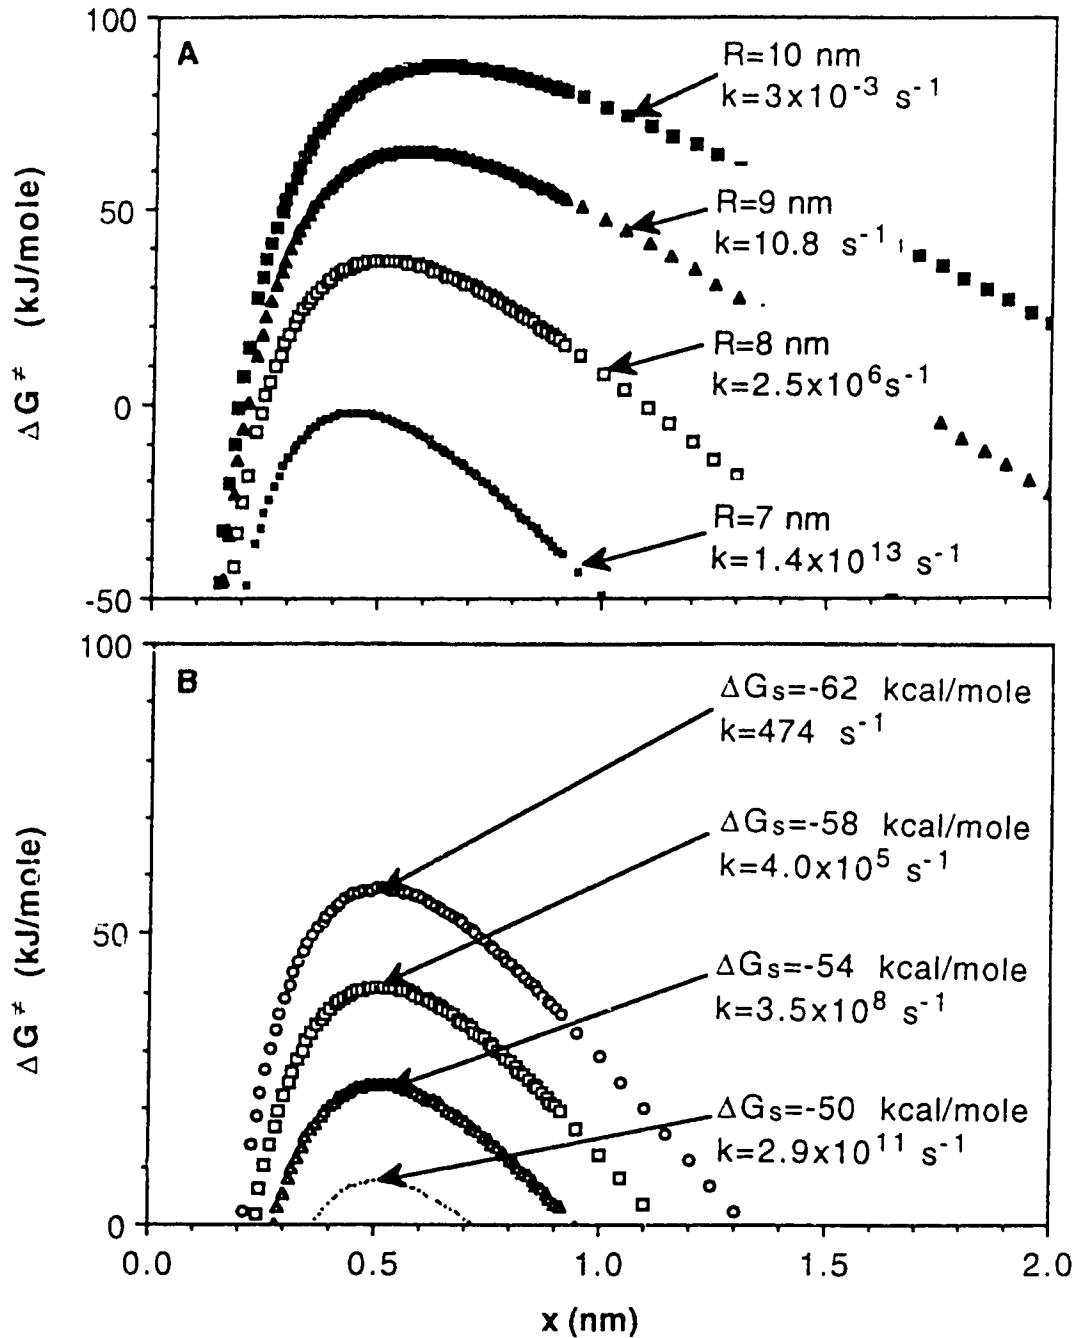 100
A
R=10 nm
k=3x10⁻³ s⁻¹
50
R=9 nm
k=10.8 s⁻¹
R=8 nm
k=2.5x10⁶s⁻¹
0
R=7 nm
k=1.4x10¹³ s⁻¹
-50
ΔG≠ (kJ/mole)
100
B
ΔGs=-62 kcal/mole
k=474 s⁻¹
ΔGs=-58 kcal/mole
k=4.0x10⁵ s⁻¹
50
ΔGs=-54 kcal/mole
k=3.5x10⁸ s⁻¹
ΔGs=-50 kcal/mole
k=2.9x10¹¹ s⁻¹
0
ΔG≠ (kJ/mole)
0.0 0.5 1.0 1.5 2.0
x (nm)